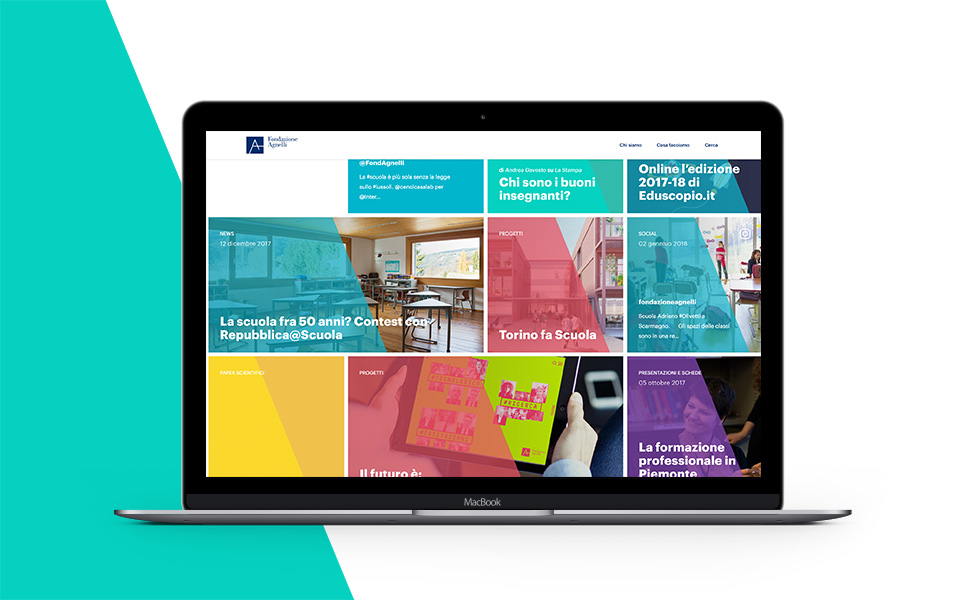 Fondazione
Agnelli
Chi siamo
Cosa facciamo
Cerca
@FondAgnelli
La #scuola è più sola senza la legge
sullo #iussoli. @cencicasalab per
@Inter...
di Andrea Gavosto su La Stampa
Chi sono i buoni
insegnanti?
Online l'edizione
2017-18 di
Eduscopio.it
NEWS
12 dicembre 2017
La scuola fra 50 anni? Contest con
Repubblica@Scuola
PROGETTI
Torino fa Scuola
SOCIAL
02 gennaio 2018
fondazioneagnelli
Scuola Adriano #Olivetti a
Scarmagno. Gli spazi delle classi
sono in una re...
PAPER SCIENTIFICI
PROGETTI
#TECNOLOGICO
#RICERCA
#CIVILIZZAZIONE
Il futuro è:
PRESENTAZIONI E SCHEDE
05 ottobre 2017
La formazione
professionale in
Piemonte
MacBook